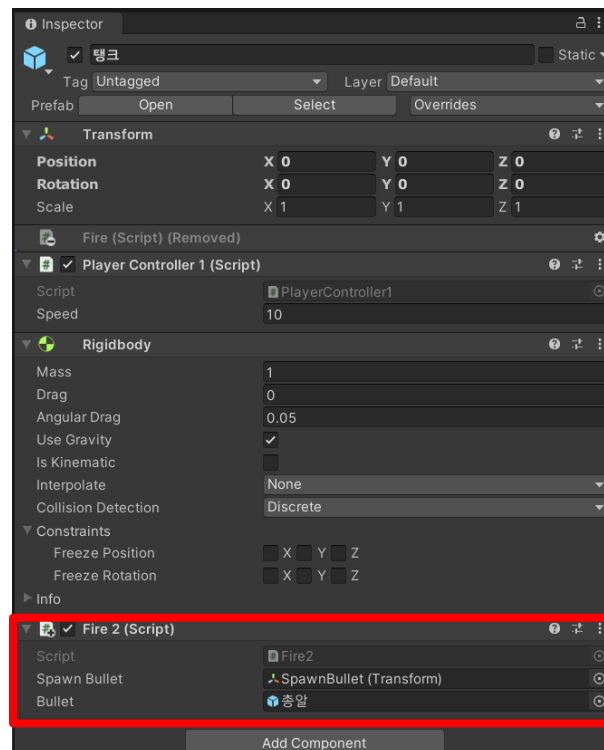 Inspector
탱크 Static
Tag Untagged Layer Default
Prefab Open Select Overrides
Transform
Position X 0 Y 0 Z 0
Rotation X 0 Y 0 Z 0
Scale X 1 Y 1 Z 1
Fire (Script) (Removed)
# Player Controller 1 (Script)
Script # PlayerController1
Speed 10
Rigidbody
Mass 1
Drag 0
Angular Drag 0.05
Use Gravity
Is Kinematic
Interpolate None
Collision Detection Discrete
Constraints
Freeze Position X Y Z
Freeze Rotation X Y Z
Info
# Fire 2 (Script)
Script # Fire2
Spawn Bullet SpawnBullet (Transform)
Bullet 총알
Add Component